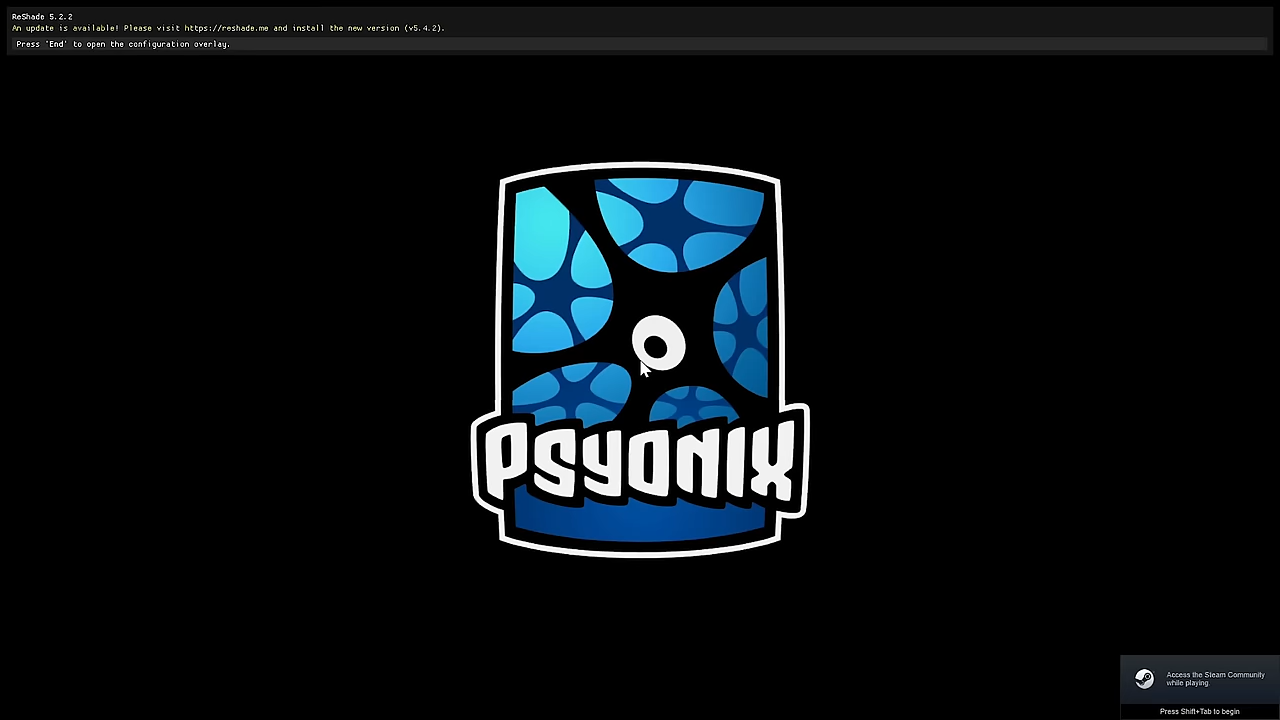 ReShade 5.2.2
An update is available! Please visit https://reshade.me and install the new version (v5.4.2).
Press 'End' to open the configuration overlay.
PSYONIX
Access the Steam Community
while playing.
Press Shift+Tab to begin